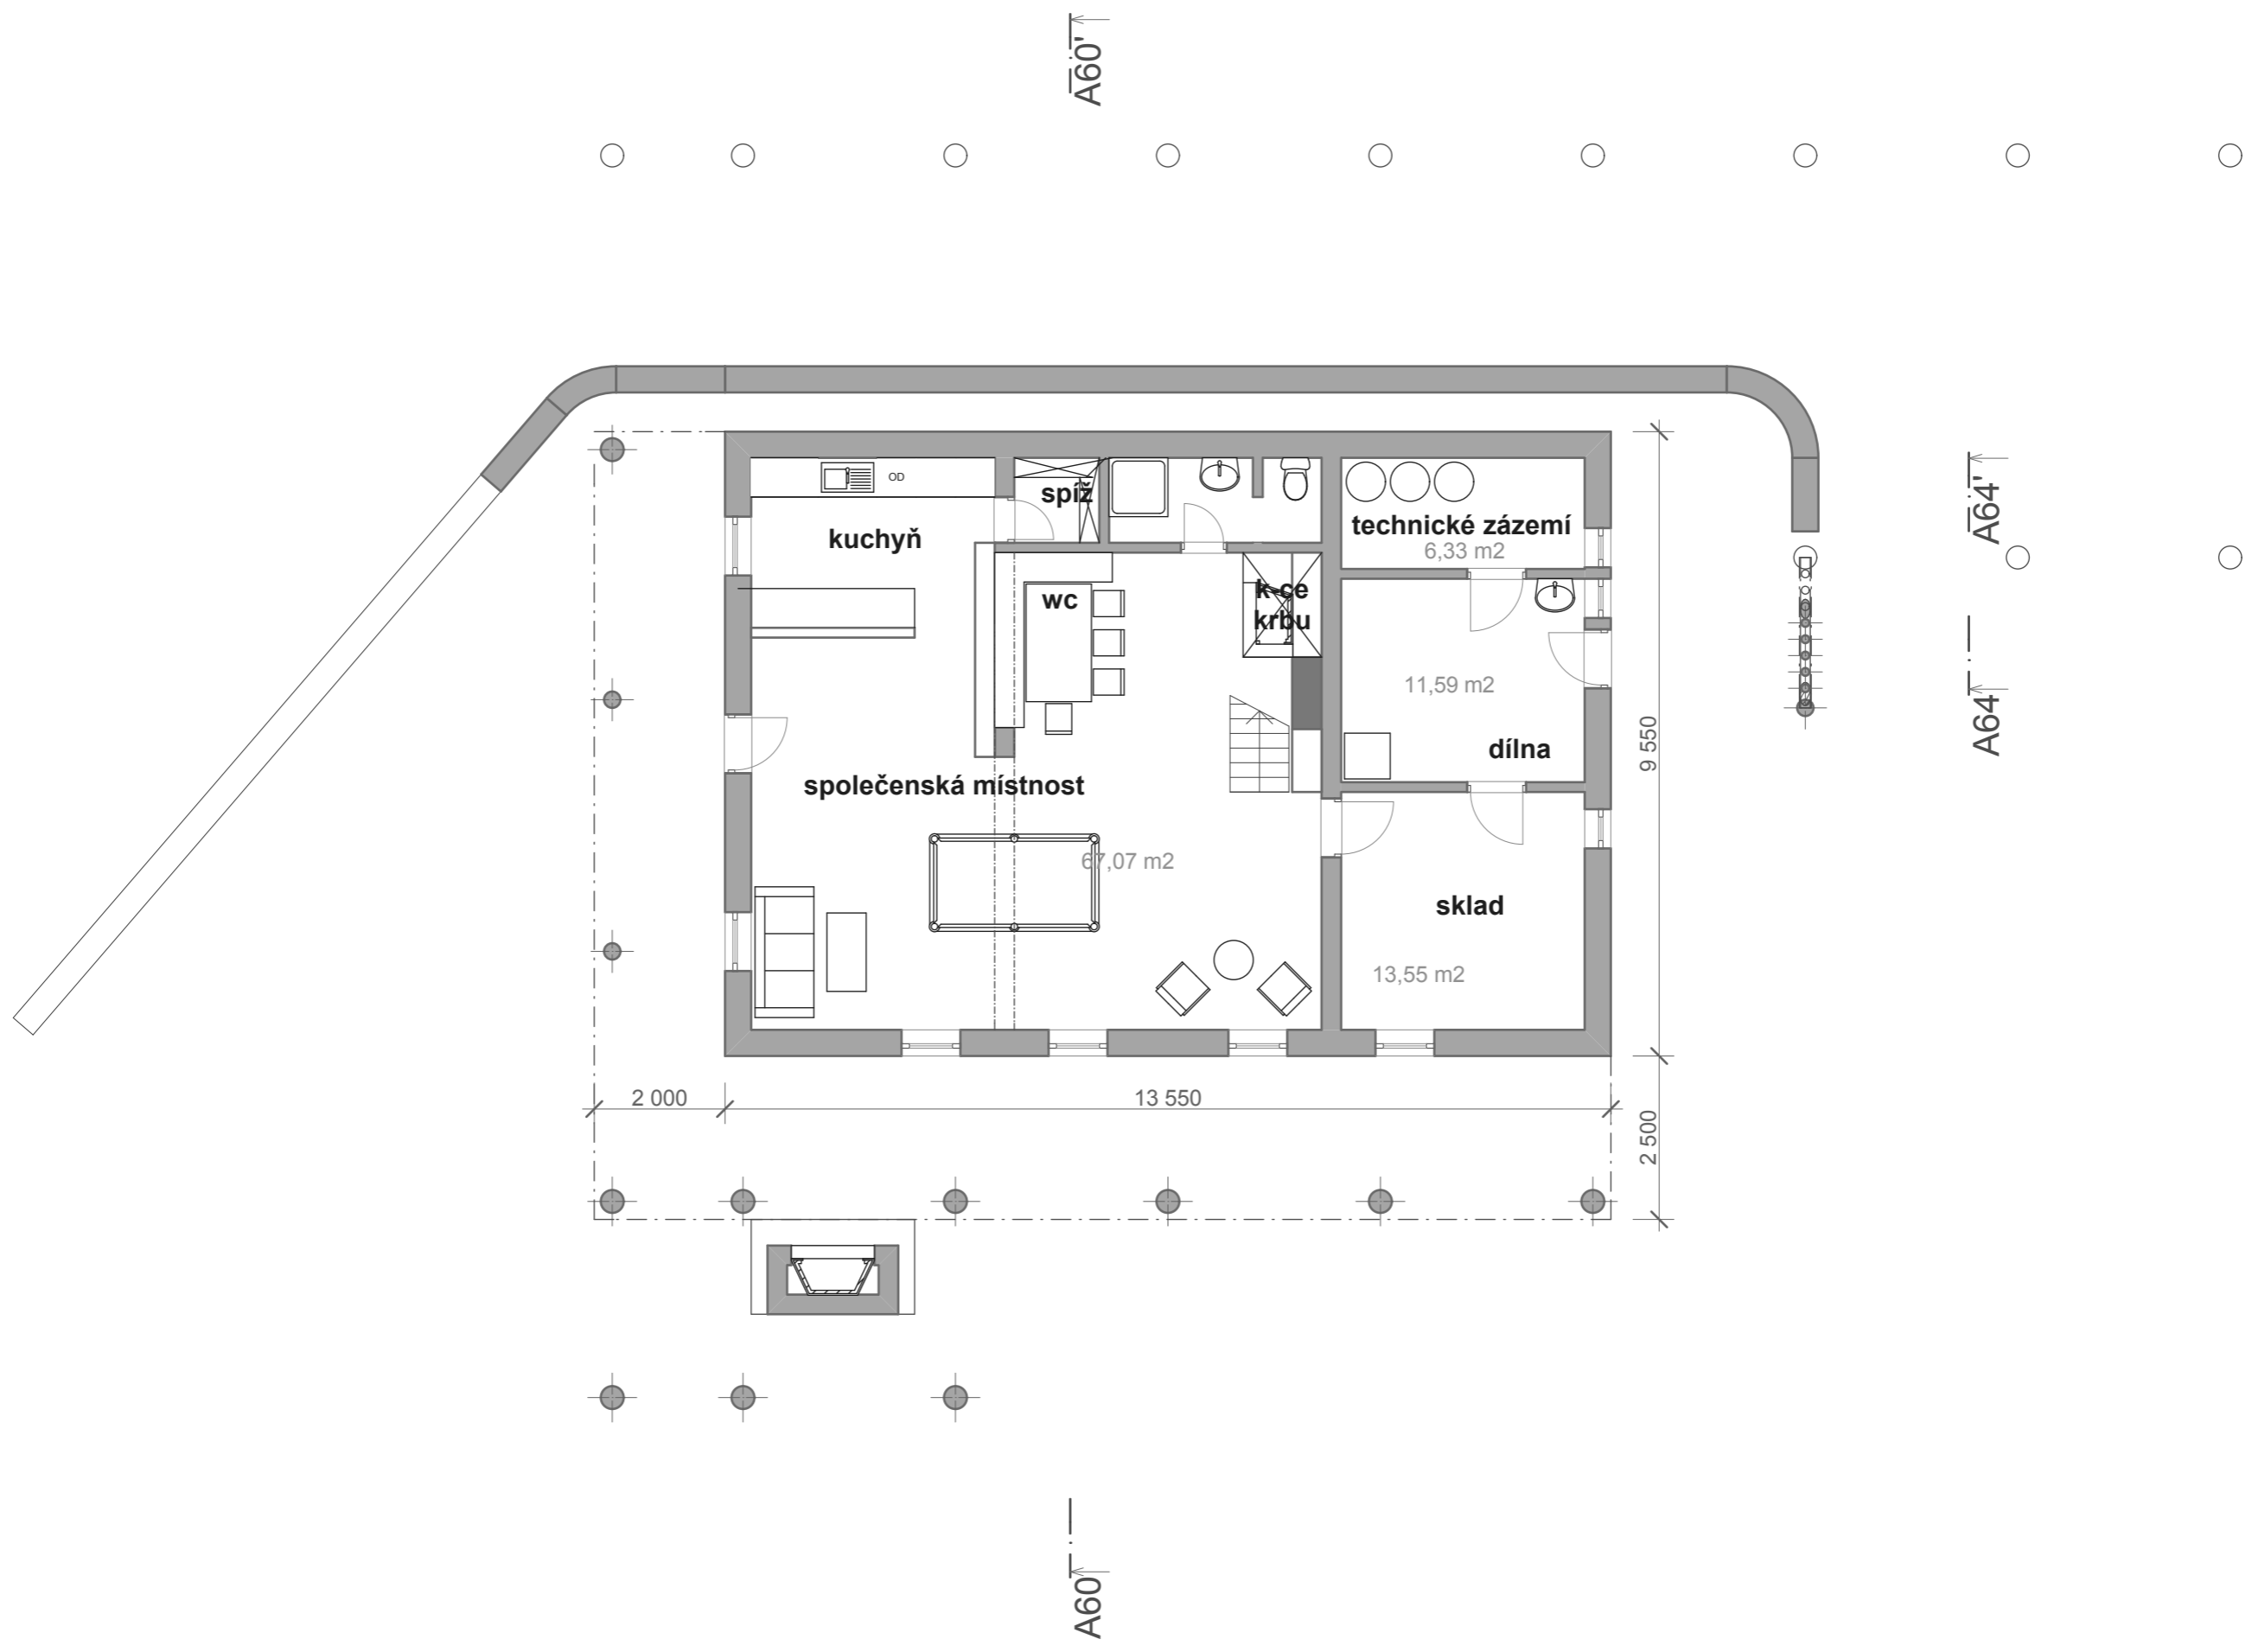 A60'
OD
spíž
kuchyň
technické zázemí
6,33 m2
A64'
wc
k-ce
krbu
11,59 m2
dílna
A64
9 550
společenská místnost
67,07 m2
sklad
13,55 m2
2 000
13 550
2 500
A60